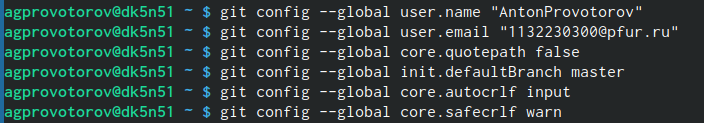 agprovotorov@dk5n51 ~ $ git config --global user.name "AntonProvotorov"
agprovotorov@dk5n51 ~ $ git config --global user.email "1132230300@pfur.ru"
agprovotorov@dk5n51 ~ $ git config --global core.quotepath false
agprovotorov@dk5n51 ~ $ git config --global init.defaultBranch master
agprovotorov@dk5n51 ~ $ git config --global core.autocrlf input
agprovotorov@dk5n51 ~ $ git config --global core.safecrlf warn